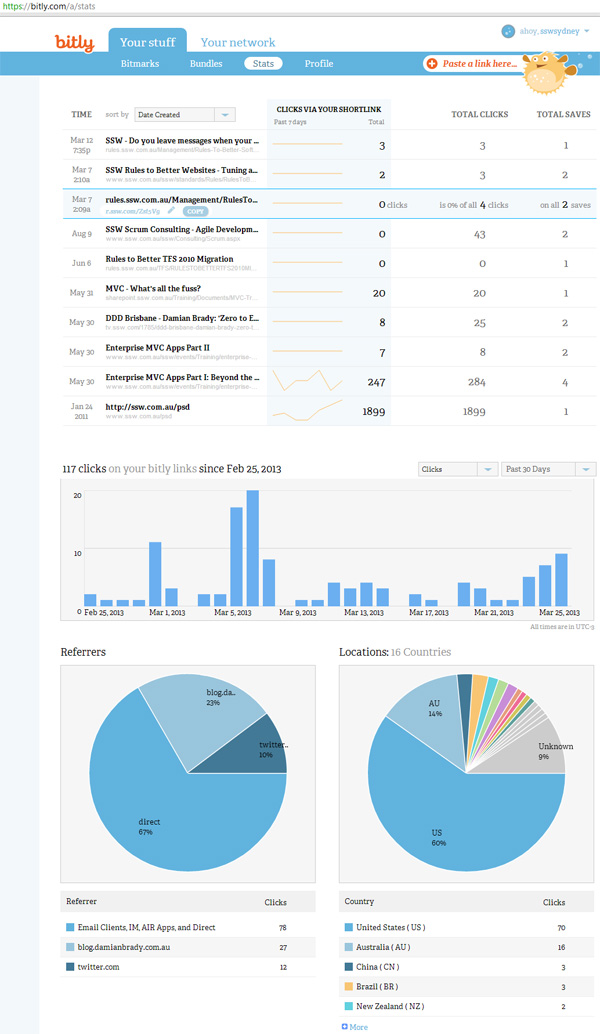 https://bitly.com/a/stats
bitly
Your stuff
Your network
ahoy, sswsydney
Bitmarks
Bundles
Stats
Profile
Paste a link here...
TIME
sort by
Date Created
CLICKS VIA YOUR SHORTLINK
Past 7 days
Total
TOTAL CLICKS
TOTAL SAVES
Mar 12
7:35p
SSW - Do you leave messages when your ...
rules.ssw.com.au/Management/Rules-To-Better-Soft...
3
3
1
Mar 7
2:10a
SSW Rules to Better Websites - Tuning a...
www.ssw.com.au/ssw/standards/Rules/RulesToB...
2
3
2
Mar 7
2:09a
rules.ssw.com.au/Management/RulesTo...
COPY
0 clicks
is 0% of all 4 clicks
on all 2 saves
Aug 9
SSW Scrum Consulting - Agile Developm...
www.ssw.com.au/ssw/Consulting/Scrum.aspx
0
43
2
Jun 6
Rules to Better TFS 2010 Migration
rules.ssw.com.au/TFS/RULESTOBETTERTFS2010MI...
0
0
1
May 31
MVC - What's all the fuss?
sharepoint.ssw.com.au/Training/Documents/MVC-Tr...
20
20
1
May 30
DDD Brisbane - Damian Brady: 'Zero to E...
tv.ssw.com/1765/ddd-brisbane-damian-brady-zero-t...
8
25
2
May 30
Enterprise MVC Apps Part II
www.ssw.com.au/ssw/events/Training/enterprise-...
7
8
2
May 30
Enterprise MVC Apps Part I: Beyond the ...
www.ssw.com.au/ssw/events/Training/enterprise-...
247
284
4
Jan 24
2011
http://ssw.com.au/psd
www.ssw.com.au/psd
1899
1899
1
117 clicks on your bitly links since Feb 25, 2013
Clicks
Past 30 Days
20
10
0
Feb 25, 2013
Mar 1, 2013
Mar 5, 2013
Mar 9, 2013
Mar 13, 2013
Mar 17, 2013
Mar 21, 2013
Mar 25, 2013
All times are in UTC-5
Referrers
blog.da..
23%
twitter..
10%
direct
67%
Locations: 16 Countries
AU
14%
Unknown
9%
US
60%
Referrer
Clicks
Email Clients, IM, AIR Apps, and Direct
78
blog.damianbrady.com.au
27
twitter.com
12
Country
Clicks
United States ( US )
70
Australia ( AU )
16
China ( CN )
3
Brazil ( BR )
3
New Zealand ( NZ )
2
More